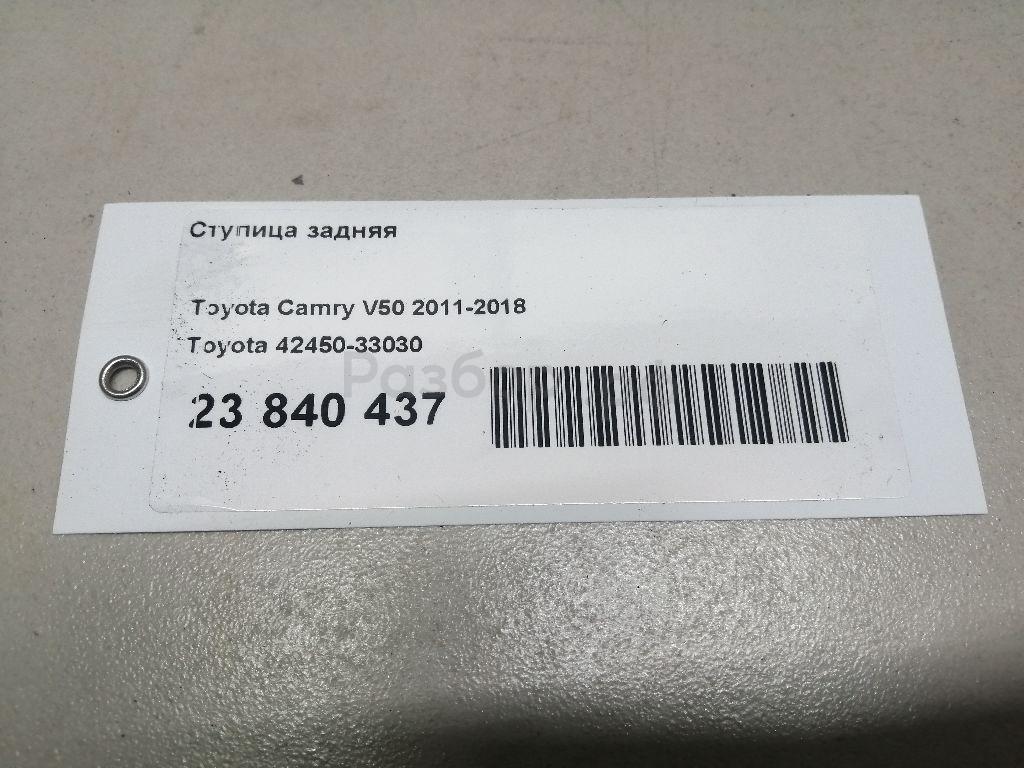 Ступица задняя
Toyota Camry V50 2011-2018
Toyota 42450-33030
23 840 437